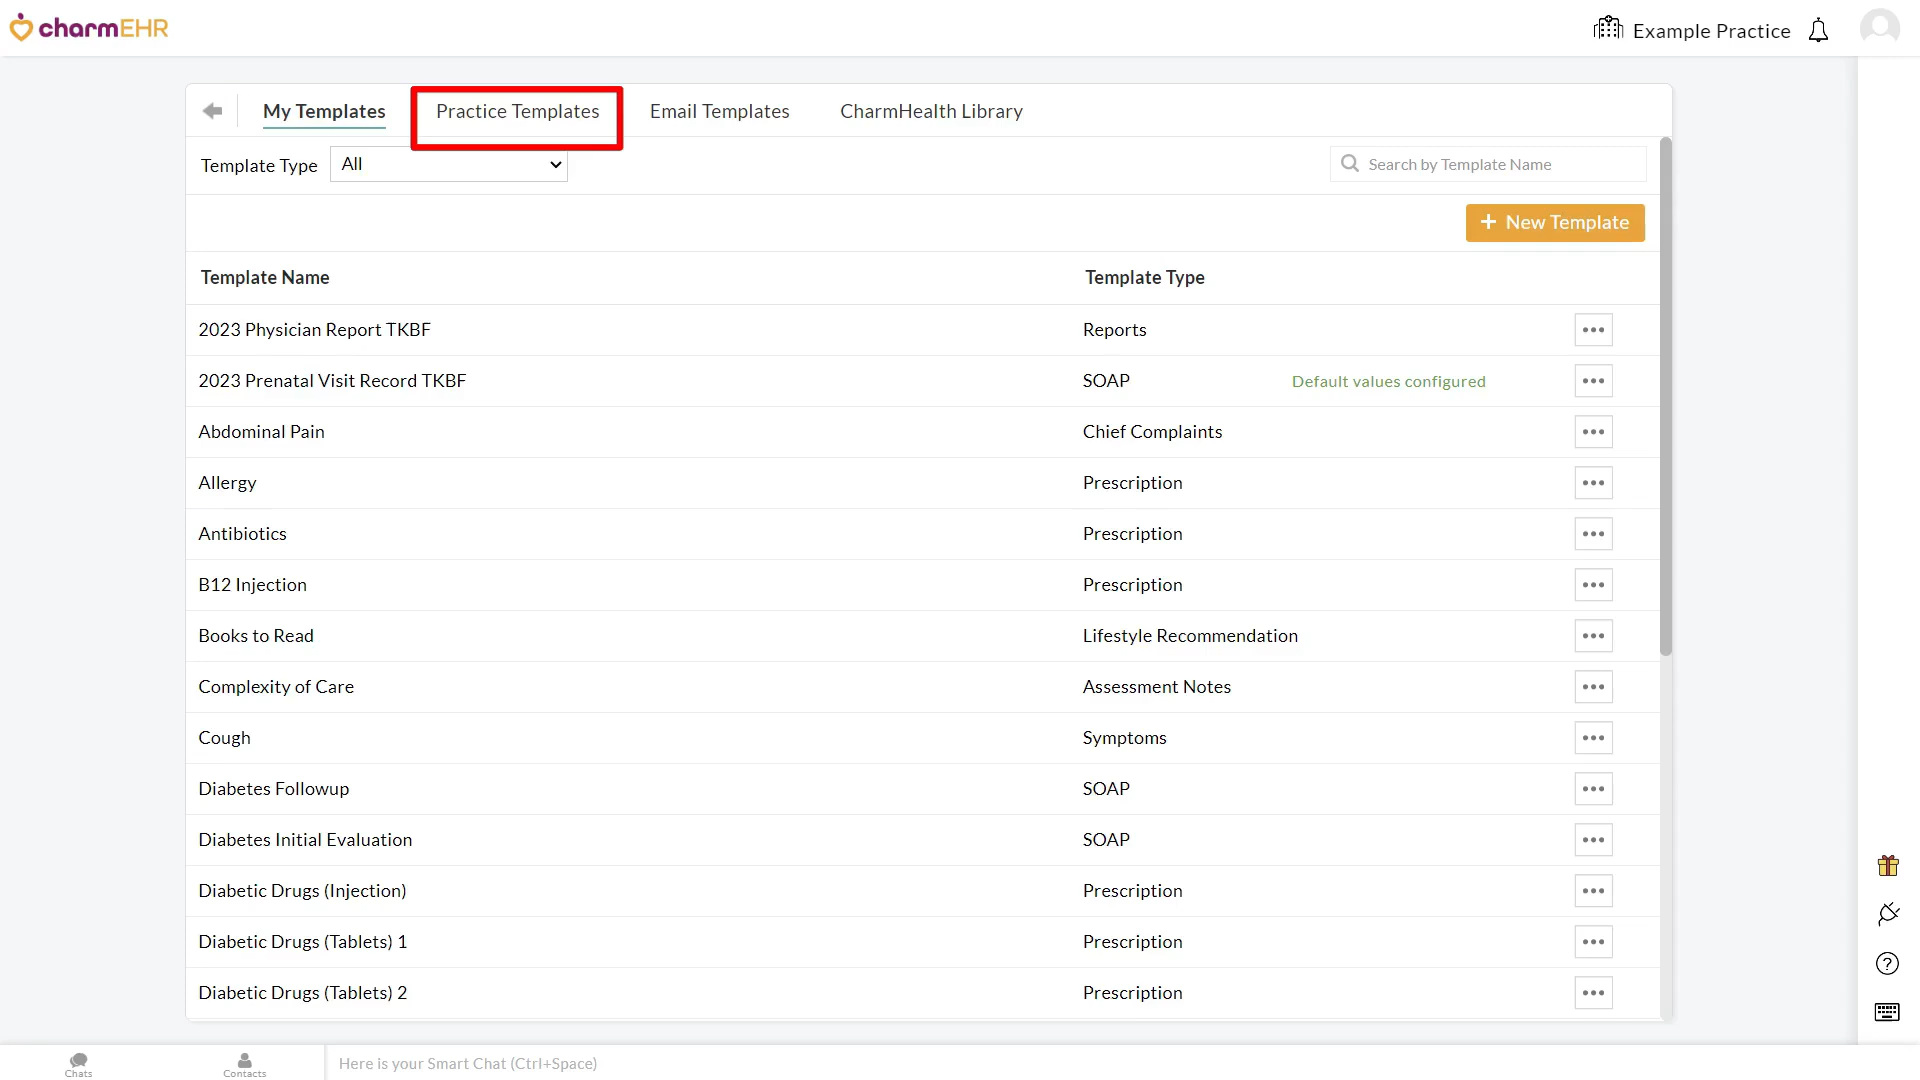 charmEHR
Example Practice
My Templates
Practice Templates
Email Templates
CharmHealth Library
Template Type
All
Search by Template Name
+ New Template
Template Name Template Type
2023 Physician Report TKBF Reports
2023 Prenatal Visit Record TKBF SOAP Default values configured
Abdominal Pain Chief Complaints
Allergy Prescription
Antibiotics Prescription
B12 Injection Prescription
Books to Read Lifestyle Recommendation
Complexity of Care Assessment Notes
Cough Symptoms
Diabetes Followup SOAP
Diabetes Initial Evaluation SOAP
Diabetic Drugs (Injection) Prescription
Diabetic Drugs (Tablets) 1 Prescription
Diabetic Drugs (Tablets) 2 Prescription
Chats
Contacts
Here is your Smart Chat (Ctrl+Space)